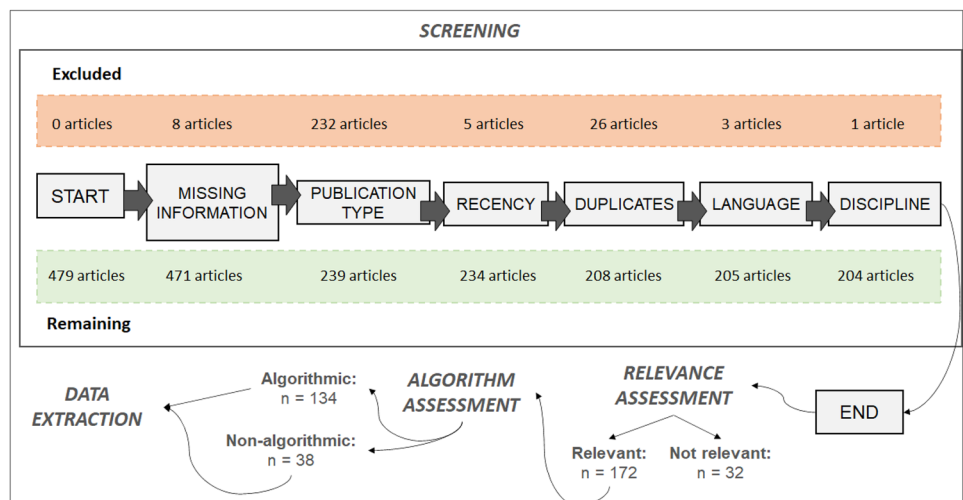 SCREENING
Excluded
0 articles 8 articles 232 articles 5 articles 26 articles 3 articles 1 article
START
MISSING
INFORMATION
PUBLICATION
TYPE
RECENCY
DUPLICATES
LANGUAGE
DISCIPLINE
479 articles 471 articles 239 articles 234 articles 208 articles 205 articles 204 articles
Remaining
END
RELEVANCE
ASSESSMENT
Relevant:
n = 172
Not relevant:
n = 32
ALGORITHM
ASSESSMENT
Algorithmic:
n = 134
Non-algorithmic:
n = 38
DATA
EXTRACTION